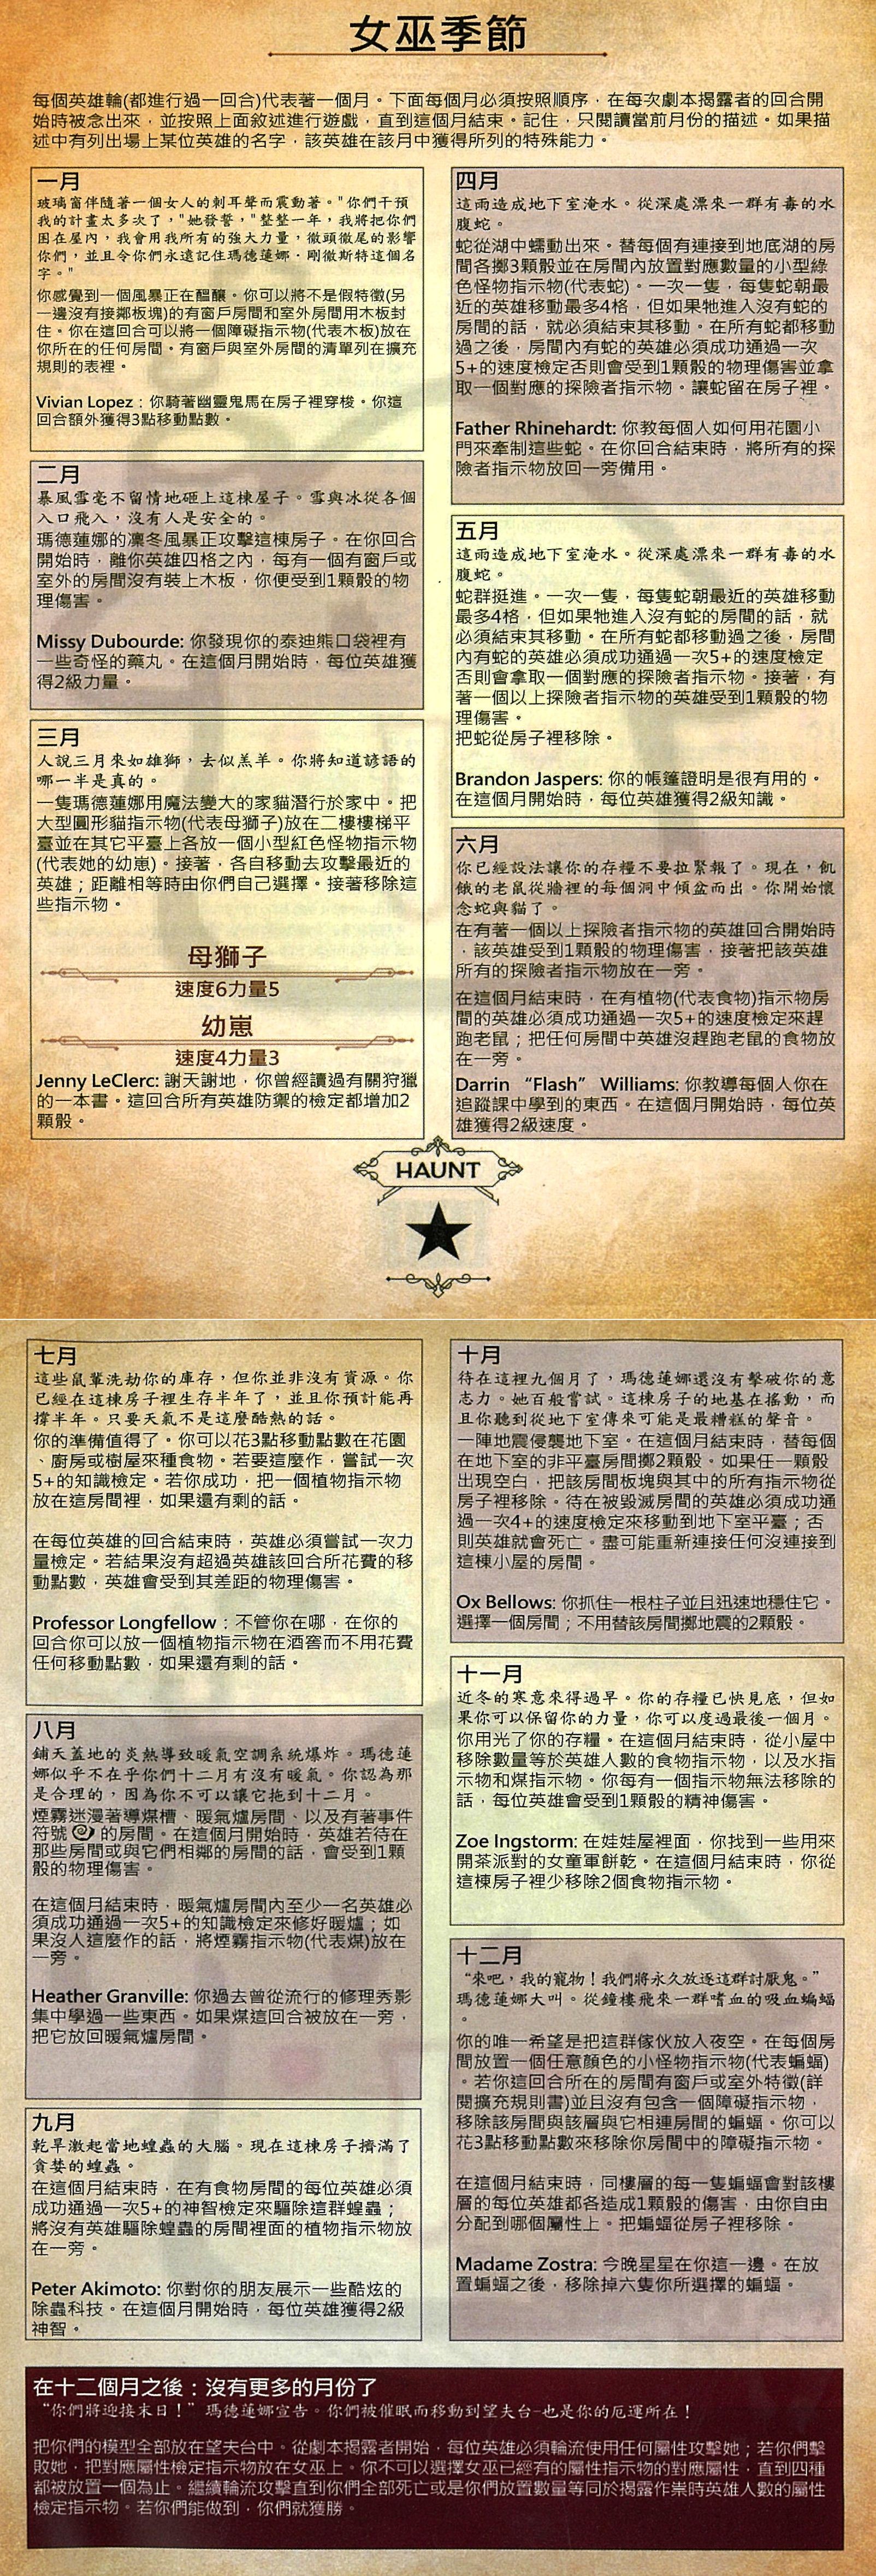 女巫季節
每個英雄輪(都進行過一回合)代表著一個月。下面每個月必須按照順序，在每次劇本揭露者的回合開
始時被念出來，並按照上面敘述進行遊戲，直到這個月結束。記住，只閱讀當前月份的描述。如果描
述中有列出場上某位英雄的名字，該英雄在該月中獲得所列的特殊能力。
一月
玻璃窗伴隨著一個女人的刺耳聲而震動著。"你們干預
我的計畫太多次了，"她發誓，"整整一年，我將把你們
困在屋內，我會用我所有的強大力量，徹頭徹尾的影響
你們，並且令你們永遠記住瑪德蓮娜．剛徹斯特這個名
字。"
你感覺到一個風暴正在醞釀。你可以將不是假特徵(另
一邊沒有接鄰板塊)的有窗戶房間和室外房間用木板封
住。你在這回合可以將一個障礙指示物(代表木板)放在
你所在的任何房間。有窗戶與室外房間的清單列在擴充
規則的表裡。
Vivian Lopez：你騎著幽靈鬼馬在房子裡穿梭。你這
回合額外獲得3點移動點數。
二月
暴風雪毫不留情地砸上這棟屋子。雪與冰從各個
入口飛入，沒有人是安全的。
瑪德蓮娜的凜冬風暴正攻擊這棟房子。在你回合
開始時，離你英雄四格之內，每有一個有窗戶或
室外的房間沒有裝上木板，你便受到1顆骰的物
理傷害。
Missy Dubourde: 你發現你的泰迪熊口袋裡有
一些奇怪的藥丸。在這個月開始時，每位英雄獲
得2級力量。
三月
人說三月來如雄獅，去似羔羊。你將知道諺語的
哪一半是真的。
一隻瑪德蓮娜用魔法變大的家貓潛行於家中。把
大型圓形貓指示物(代表母獅子)放在二樓樓梯平
臺並在其它平臺上各放一個小型紅色怪物指示物
(代表她的幼崽)。接著，各自移動去攻擊最近的
英雄；距離相等時由你們自己選擇。接著移除這
些指示物。
母獅子
速度6力量5
幼崽
速度4力量3
Jenny LeClerc: 謝天謝地，你曾經讀過有關狩獵
的一本書。這回合所有英雄防禦的檢定都增加2
顆骰。
四月
這雨造成地下室淹水。從深處漂來一群有毒的水
腹蛇。
蛇從湖中蠕動出來。替每個有連接到地底湖的房
間各擲3顆骰並在房間內放置對應數量的小型綠
色怪物指示物(代表蛇)。一次一隻，每隻蛇朝最
近的英雄移動最多4格，但如果牠進入沒有蛇的
房間的話，就必須結束其移動。在所有蛇都移動
過之後，房間內有蛇的英雄必須成功通過一次
5+的速度檢定否則會受到1顆骰的物理傷害並拿
取一個對應的探險者指示物。讓蛇留在房子裡。
Father Rhinehardt: 你教每個人如何用花園小
門來牽制這些蛇。在你回合結束時，將所有的探
險者指示物放回一旁備用。
五月
這雨造成地下室淹水。從深處漂來一群有毒的水
腹蛇。
蛇群挺進。一次一隻，每隻蛇朝最近的英雄移動
最多4格，但如果牠進入沒有蛇的房間的話，就
必須結束其移動。在所有蛇都移動過之後，房間
內有蛇的英雄必須成功通過一次5+的速度檢定
否則會拿取一個對應的探險者指示物。接著，有
著一個以上探險者指示物的英雄受到1顆骰的物
理傷害。
把蛇從房子裡移除。
Brandon Jaspers: 你的帳篷證明是很有用的。
在這個月開始時，每位英雄獲得2級知識。
六月
你已經設法讓你的存糧不要拉緊報了。現在，飢
餓的老鼠從牆裡的每個洞中傾盆而出。你開始懷
念蛇與貓了。
在有著一個以上探險者指示物的英雄回合開始時
，該英雄受到1顆骰的物理傷害，接著把該英雄
所有的探險者指示物放在一旁。
在這個月結束時，在有植物(代表食物)指示物房
間的英雄必須成功通過一次5+的速度檢定來趕
跑老鼠；把任何房間中英雄沒趕跑老鼠的食物放
在一旁。
Darrin “Flash” Williams: 你教導每個人你在
追蹤課中學到的東西。在這個月開始時，每位英
雄獲得2級速度。
HAUNT
七月
這些鼠輩洗劫你的庫存，但你並非沒有資源。你
已經在這棟房子裡生存半年了，並且你預計能再
撐半年。只要天氣不是這麼酷熱的話。
你的準備值得了。你可以花3點移動點數在花園
、廚房或樹屋來種食物。若要這麼作，嘗試一次
5+的知識檢定。若你成功，把一個植物指示物
放在這房間裡，如果還有剩的話。
在每位英雄的回合結束時，英雄必須嘗試一次力
量檢定。若結果沒有超過英雄該回合所花費的移
動點數，英雄會受到其差距的物理傷害。
Professor Longfellow：不管你在哪，在你的
回合你可以放一個植物指示物在酒窖而不用花費
任何移動點數，如果還有剩的話。
八月
鋪天蓋地的炎熱導致暖氣空調系統爆炸。瑪德蓮
娜似乎不在乎你們十二月有沒有暖氣。你認為那
是合理的，因為你不可以讓它拖到十二月。
煙霧迷漫著導煤槽、暖氣爐房間、以及有著事件
符號 的房間。在這個月開始時，英雄若待在
那些房間或與它們相鄰的房間的話，會受到1顆
骰的物理傷害。
在這個月結束時，暖氣爐房間內至少一名英雄必
須成功通過一次5+的知識檢定來修好暖爐；如
果沒人這麼作的話，將煙霧指示物(代表煤)放在
一旁。
Heather Granville: 你過去曾從流行的修理秀影
集中學過一些東西。如果煤這回合被放在一旁，
把它放回暖氣爐房間。
九月
乾旱激起當地蝗蟲的大腦。現在這棟房子擠滿了
貪婪的蝗蟲。
在這個月結束時，在有食物房間的每位英雄必須
成功通過一次5+的神智檢定來驅除這群蝗蟲；
將沒有英雄驅除蝗蟲的房間裡面的植物指示物放
在一旁。
Peter Akimoto: 你對你的朋友展示一些酷炫的
除蟲科技。在這個月開始時，每位英雄獲得2級
神智。
十月
待在這裡九個月了，瑪德蓮娜還沒有擊破你的意
志力。她百般嘗試。這棟房子的地基在搖動，而
且你聽到從地下室傳來可能是最糟糕的聲音。
一陣地震侵襲地下室。在這個月結束時，替每個
在地下室的非平臺房間擲2顆骰。如果任一顆骰
出現空白，把該房間板塊與其中的所有指示物從
房子裡移除。待在被毀滅房間的英雄必須成功通
過一次4+的速度檢定來移動到地下室平臺；否
則英雄就會死亡。盡可能重新連接任何沒連接到
這棟小屋的房間。
Ox Bellows: 你抓住一根柱子並且迅速地穩住它。
選擇一個房間；不用替該房間擲地震的2顆骰。
十一月
近冬的寒意來得過早。你的存糧已快見底，但如
果你可以保留你的力量，你可以度過最後一個月。
你用光了你的存糧。在這個月結束時，從小屋中
移除數量等於英雄人數的食物指示物，以及水指
示物和煤指示物。你每有一個指示物無法移除的
話，每位英雄會受到1顆骰的精神傷害。
Zoe Ingstorm: 在娃娃屋裡面，你找到一些用來
開茶派對的女童軍餅乾。在這個月結束時，你從
這棟房子裡少移除2個食物指示物。
十二月
“來吧，我的寵物！我們將永久放逐這群討厭鬼。”
瑪德蓮娜大叫。從鐘樓飛來一群嗜血的吸血蝙蝠
。
你的唯一希望是把這群傢伙放入夜空。在每個房
間放置一個任意顏色的小怪物指示物(代表蝙蝠)
。若你這回合所在的房間有窗戶或室外特徵(詳
閱擴充規則書)並且沒有包含一個障礙指示物，
移除該房間與該層與它相連房間的蝙蝠。你可以
花3點移動點數來移除你房間中的障礙指示物。
在這個月結束時，同樓層的每一隻蝙蝠會對該樓
層的每位英雄都各造成1顆骰的傷害，由你自由
分配到哪個屬性上。把蝙蝠從房子裡移除。
Madame Zostra: 今晚星星在你這一邊。在放
置蝙蝠之後，移除掉六隻你所選擇的蝙蝠。
在十二個月之後：沒有更多的月份了
“你們將迎接末日！”瑪德蓮娜宣告。你們被催眠而移動到望夫台-也是你的厄運所在！
把你們的模型全部放在望夫台中。從劇本揭露者開始，每位英雄必須輪流使用任何屬性攻擊她；若你們擊
敗她，把對應屬性檢定指示物放在女巫上。你不可以選擇女巫已經有的屬性指示物的對應屬性，直到四種
都被放置一個為止。繼續輪流攻擊直到你們全部死亡或是你們放置數量等同於揭露作祟時英雄人數的屬性
檢定指示物。若你們能做到，你們就獲勝。